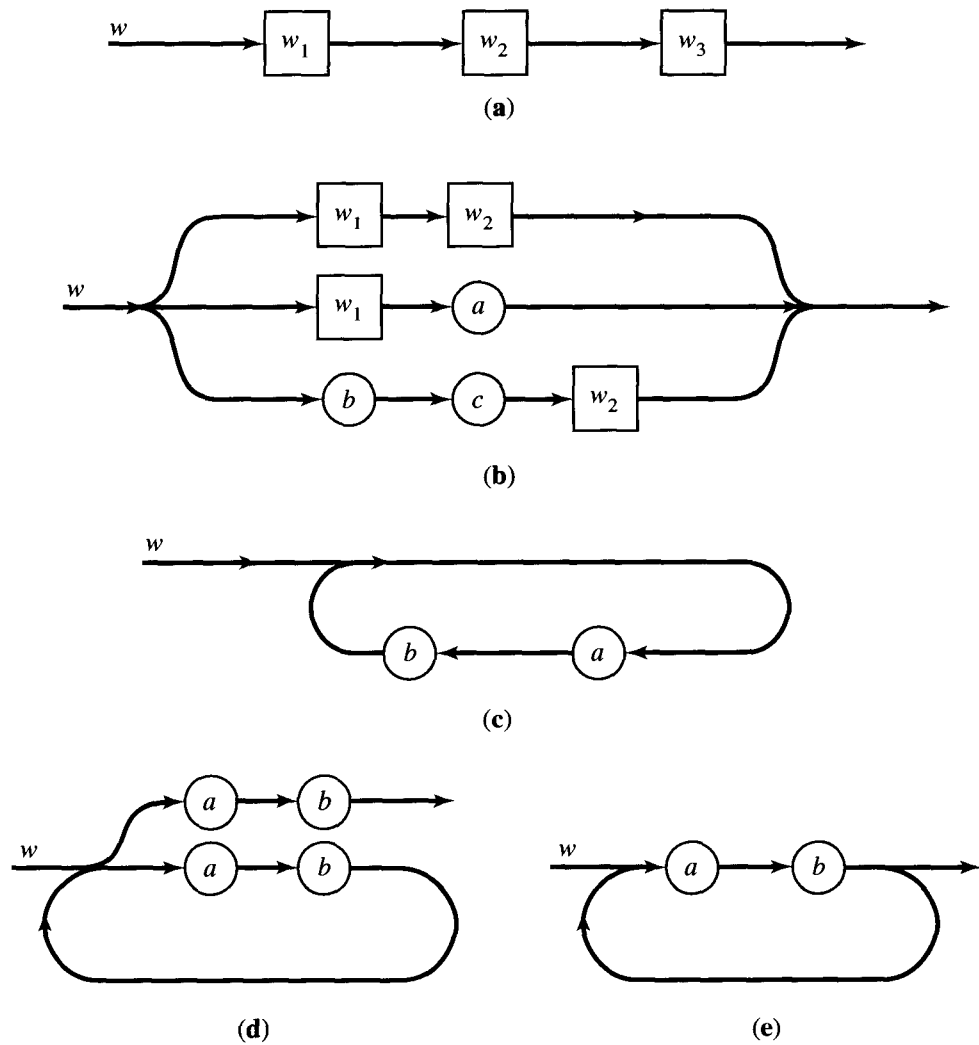 w w₁ w₂ w₃
(a)
w₁ w₂
w w₁ a
b c w₂
(b)
w
b a
(c)
a b
w a b
(d)
w a b
(e)